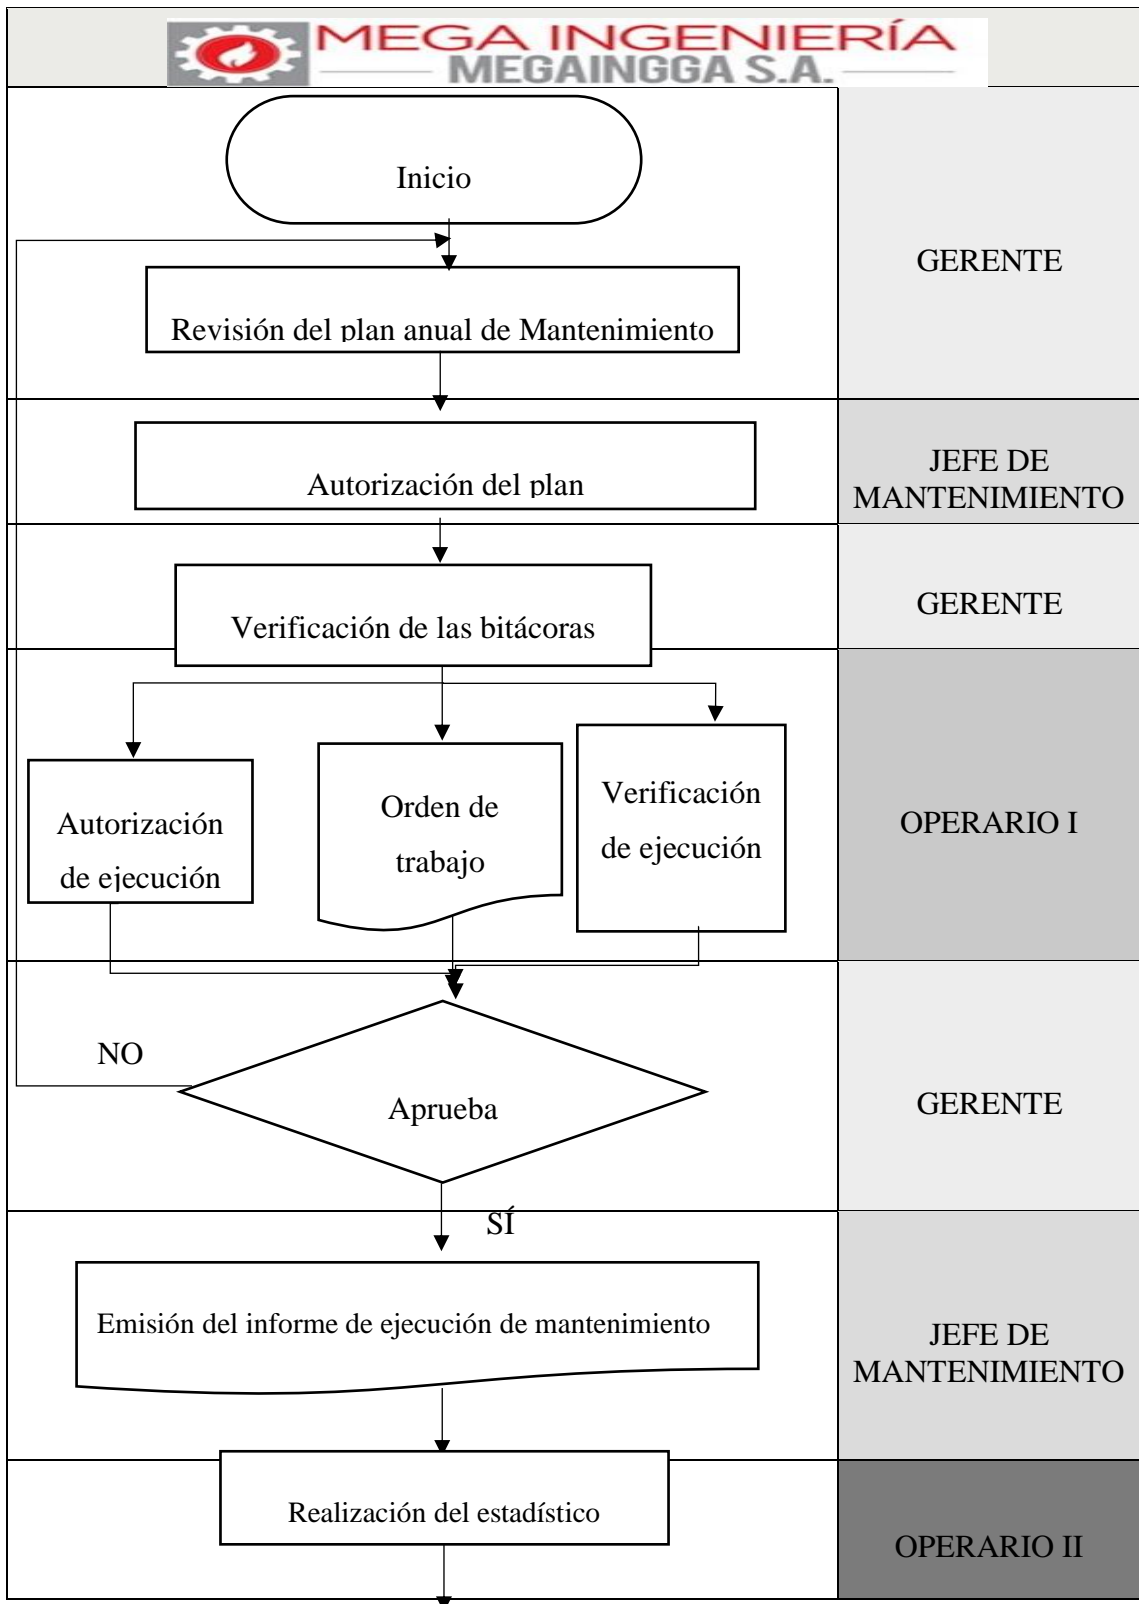 MEGA INGENIERÍA
MEGAINGGA S.A.
Inicio
GERENTE
Revisión del plan anual de Mantenimiento
JEFE DE
MANTENIMIENTO
Autorización del plan
GERENTE
Verificación de las bitácoras
Autorización
de ejecución
Orden de
trabajo
Verificación
de ejecución
OPERARIO I
NO
Aprueba
GERENTE
SÍ
Emisión del informe de ejecución de mantenimiento
JEFE DE
MANTENIMIENTO
Realización del estadístico
OPERARIO II